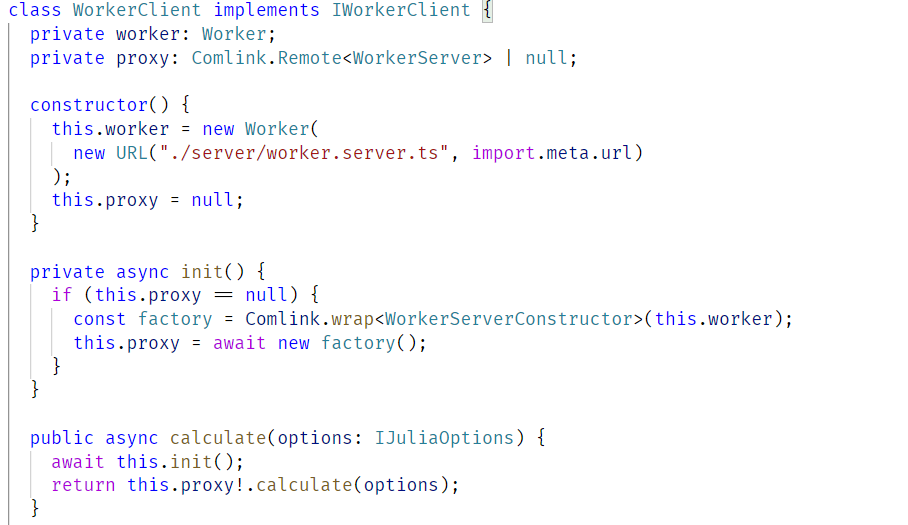 class WorkerClient implements IWorkerClient {
  private worker: Worker;
  private proxy: Comlink.Remote<WorkerServer> | null;

  constructor() {
    this.worker = new Worker(
      new URL("./server/worker.server.ts", import.meta.url)
    );
    this.proxy = null;
  }

  private async init() {
    if (this.proxy == null) {
      const factory = Comlink.wrap<WorkerServerConstructor>(this.worker);
      this.proxy = await new factory();
    }
  }

  public async calculate(options: IJuliaOptions) {
    await this.init();
    return this.proxy!.calculate(options);
  }